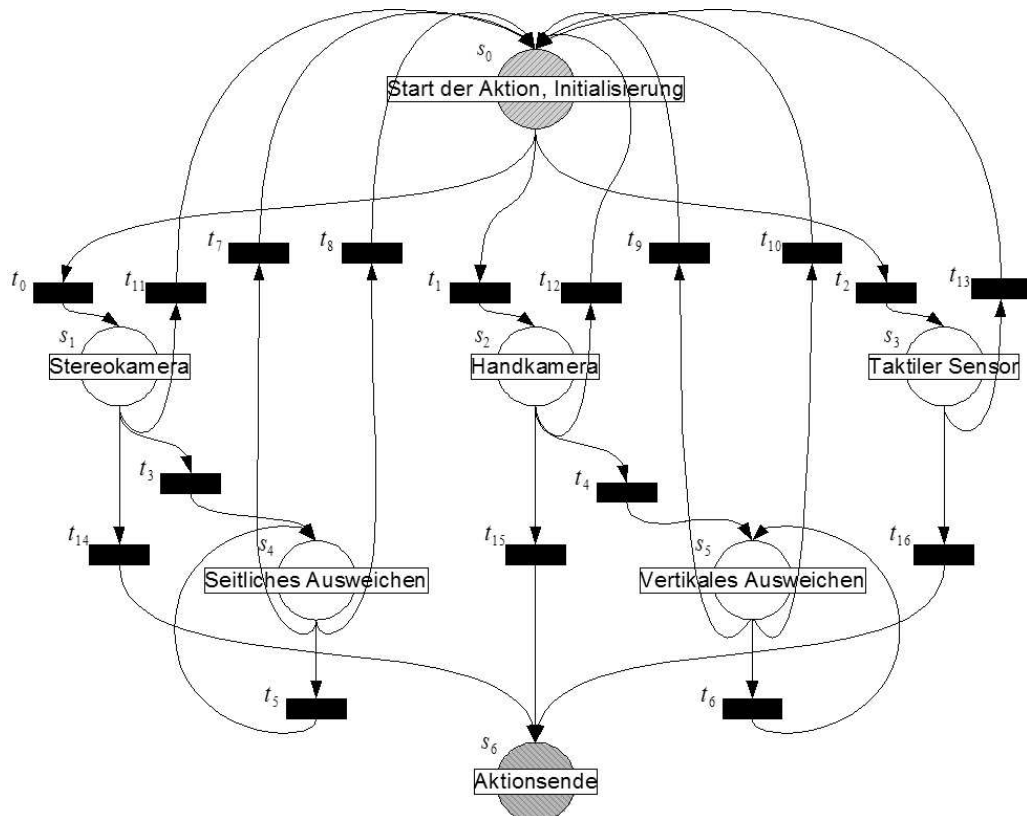 s0
Start der Aktion, Initialisierung
t7
t8
t9
t10
t0
t11
t1
t12
t2
t13
s1
Stereokamera
s2
Handkamera
s3
Taktiler Sensor
t3
t4
t14
s4
t15
s5
t16
Seitliches Ausweichen
Vertikales Ausweichen
t5
t6
s6
Aktionsende